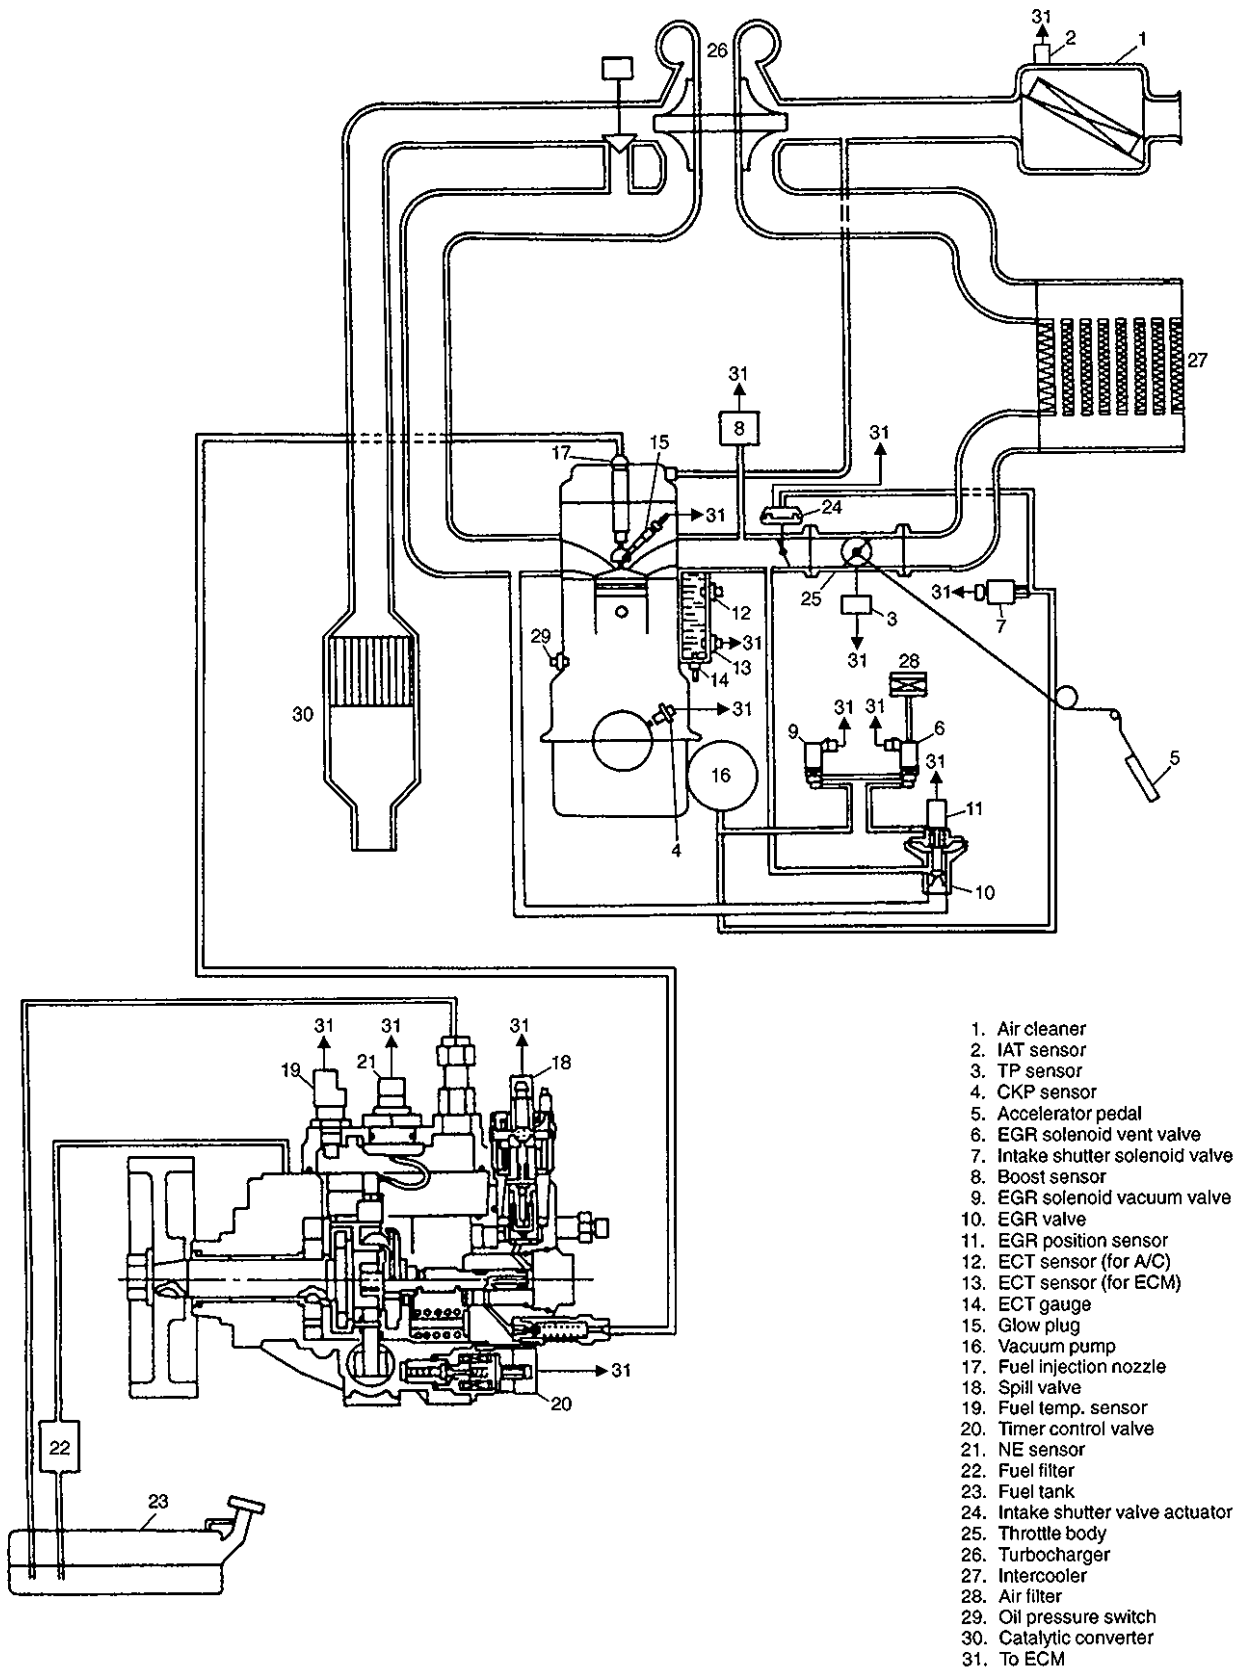 31
2
1
26
27
31
8
31
17
15
31
24
12
31
13
14
25
3
31
31
7
29
30
31
4
28
31
31
9
6
31
5
16
11
10
31
31
31
19
21
18
31
20
22
23
1. Air cleaner
2. IAT sensor
3. TP sensor
4. CKP sensor
5. Accelerator pedal
6. EGR solenoid vent valve
7. Intake shutter solenoid valve
8. Boost sensor
9. EGR solenoid vacuum valve
10. EGR valve
11. EGR position sensor
12. ECT sensor (for A/C)
13. ECT sensor (for ECM)
14. ECT gauge
15. Glow plug
16. Vacuum pump
17. Fuel injection nozzle
18. Spill valve
19. Fuel temp. sensor
20. Timer control valve
21. NE sensor
22. Fuel filter
23. Fuel tank
24. Intake shutter valve actuator
25. Throttle body
26. Turbocharger
27. Intercooler
28. Air filter
29. Oil pressure switch
30. Catalytic converter
31. To ECM